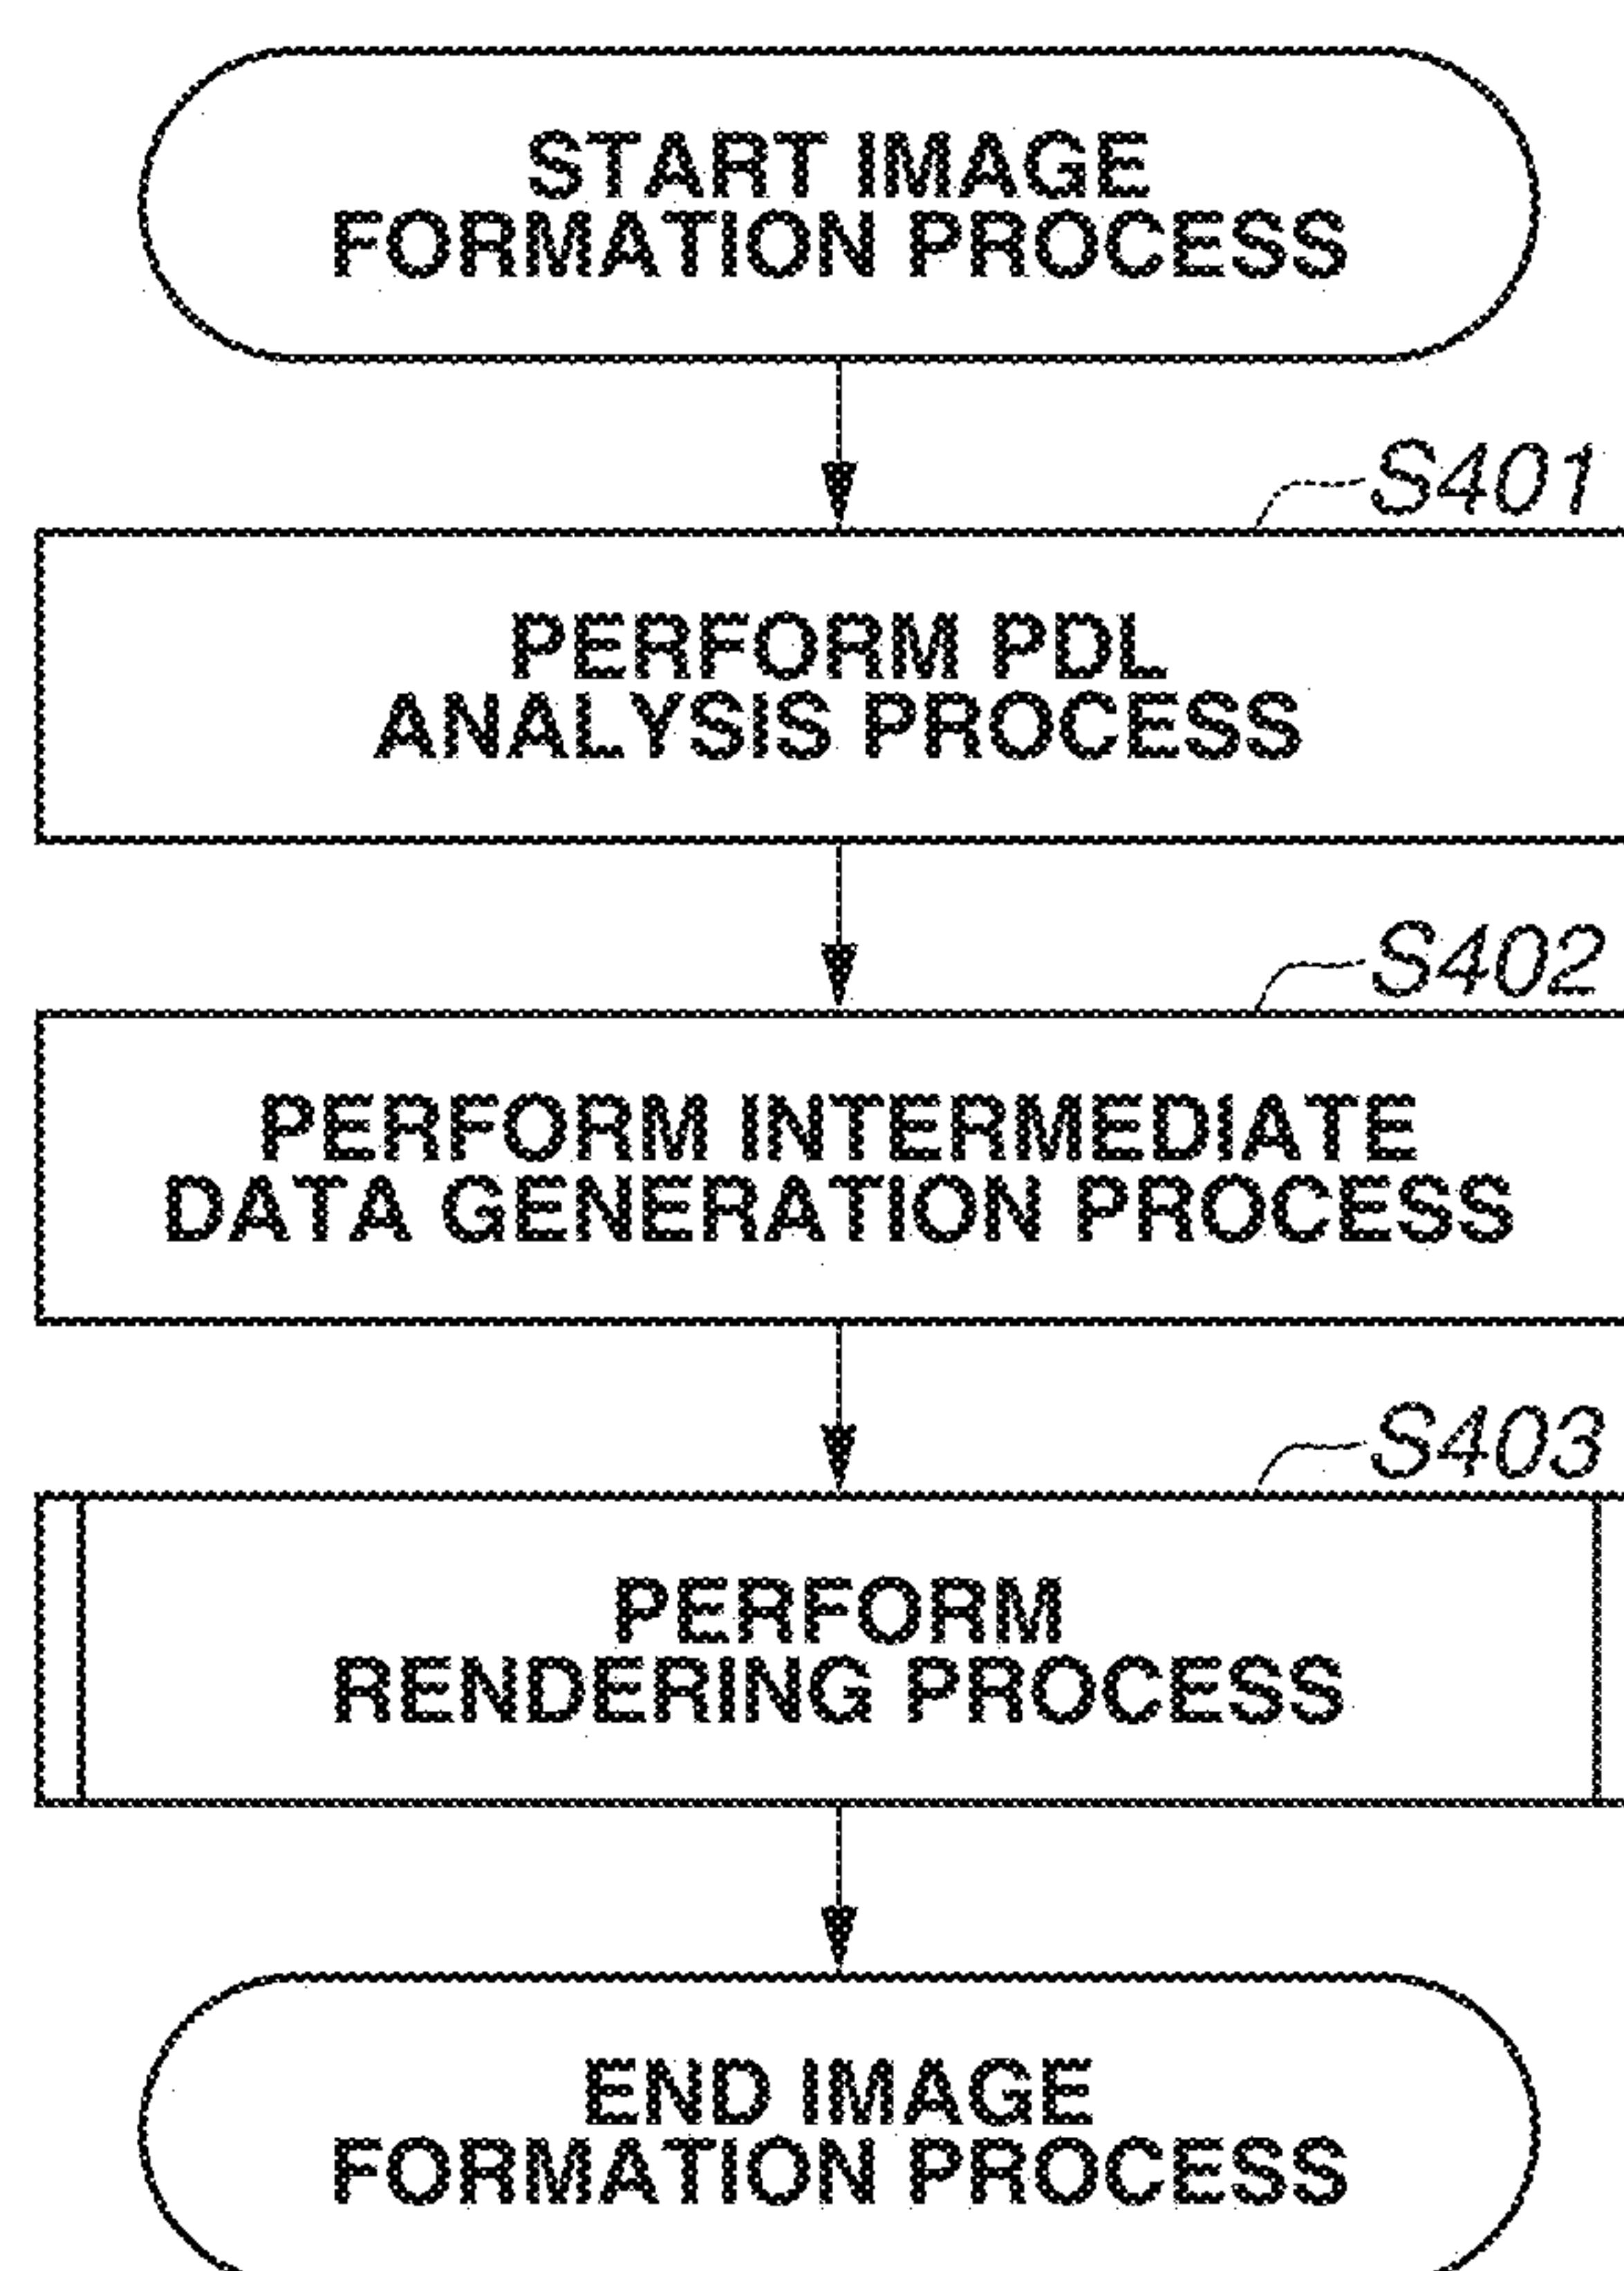 START IMAGE
FORMATION PROCESS
S401
PERFORM PDL
ANALYSIS PROCESS
S402
PERFORM INTERMEDIATE
DATA GENERATION PROCESS
S403
PERFORM
RENDERING PROCESS
END IMAGE
FORMATION PROCESS